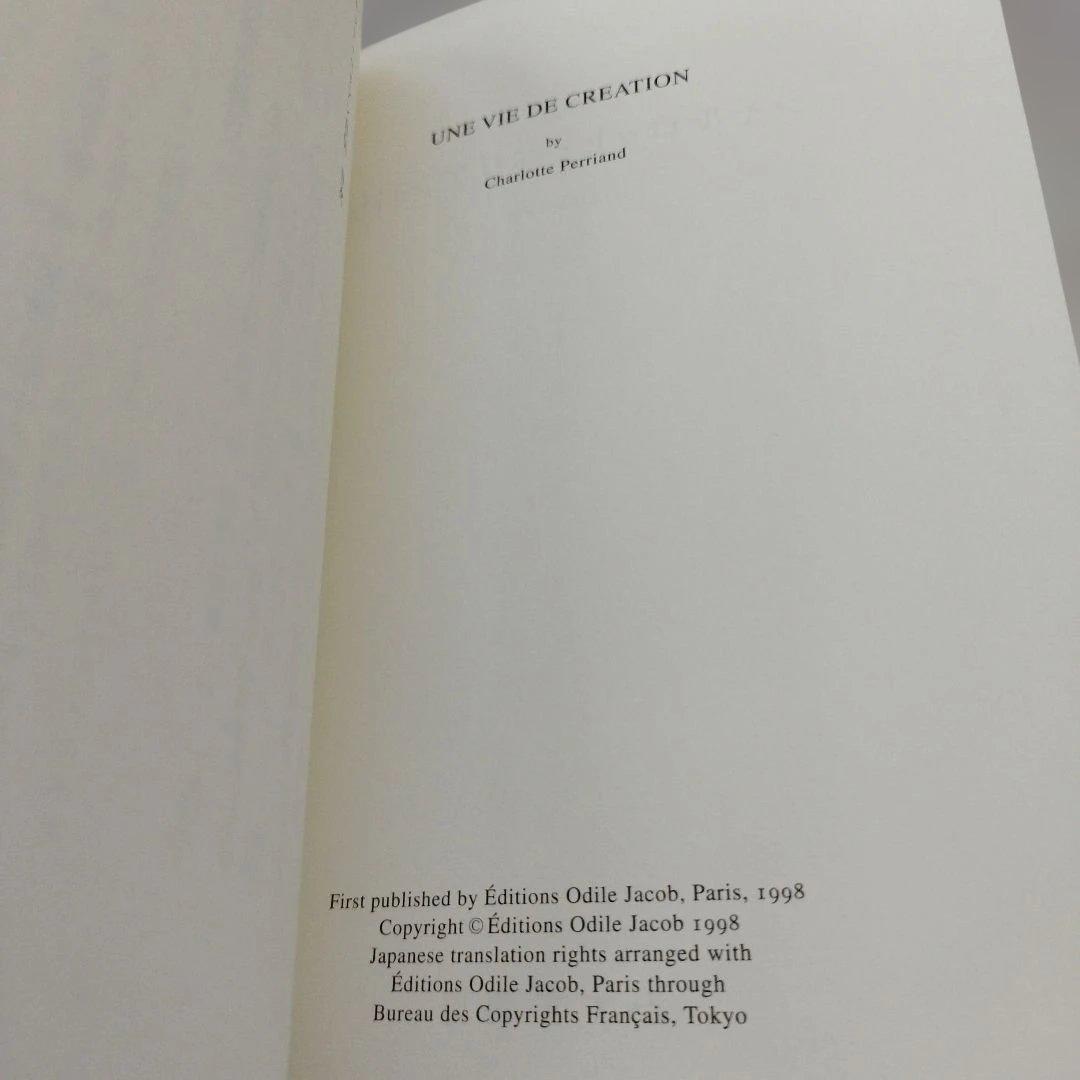 UNE VIE DE CREATION
by
Charlotte Perriand
First published by Éditions Odile Jacob, Paris, 1998
Copyright © Éditions Odile Jacob 1998
Japanese translation rights arranged with
Éditions Odile Jacob, Paris through
Bureau des Copyrights Français, Tokyo